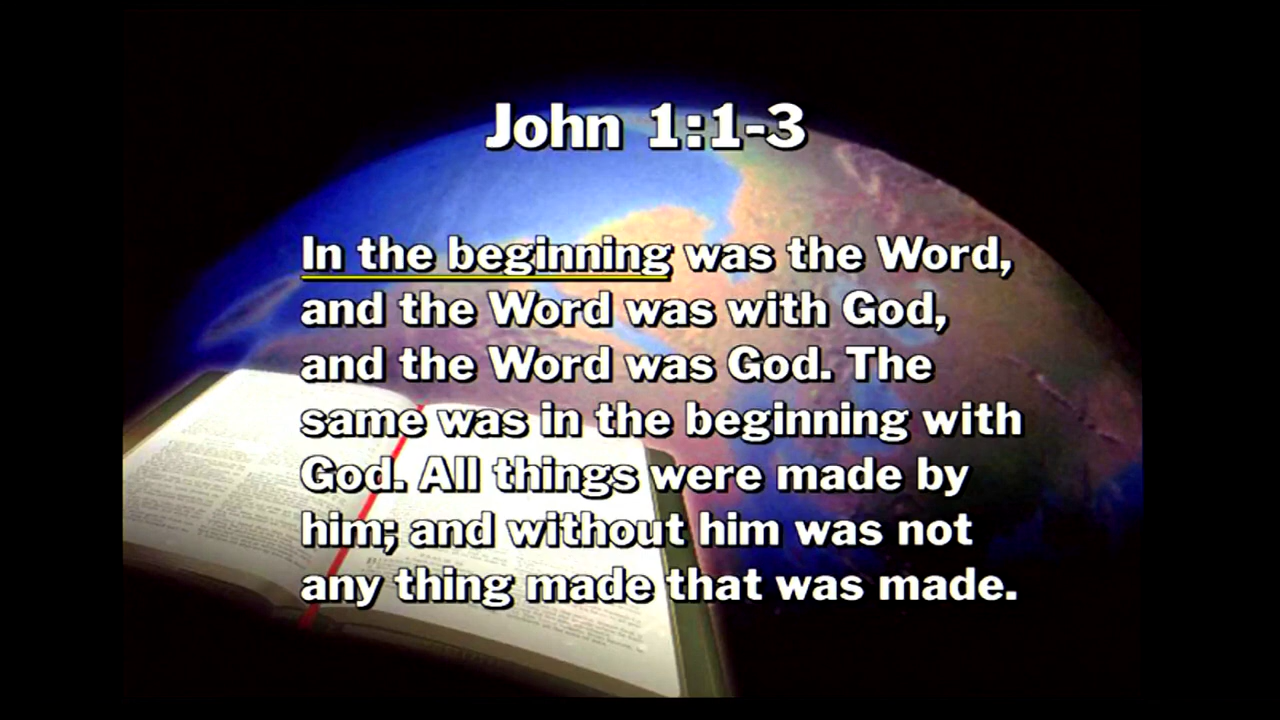 John 1:1-3
In the beginning was the Word,
and the Word was with God,
and the Word was God. The
same was in the beginning with
God. All things were made by
him; and without him was not
any thing made that was made.